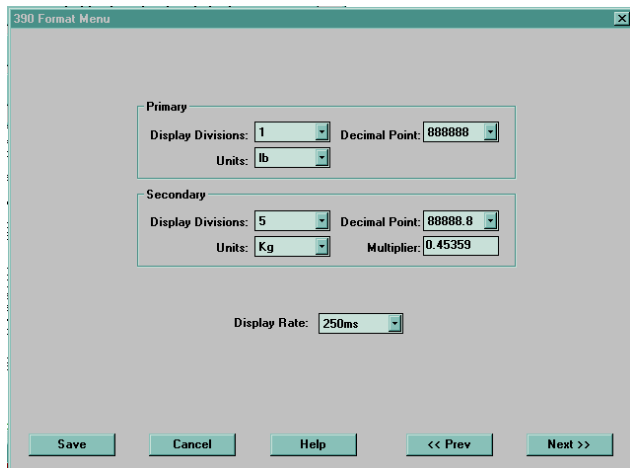 390 Format Menu
Primary
Display Divisions: 1 Decimal Point: 888888
Units: lb
Secondary
Display Divisions: 5 Decimal Point: 88888.8
Units: Kg Multiplier: 0.45359
Display Rate: 250ms
Save Cancel Help << Prev Next >>